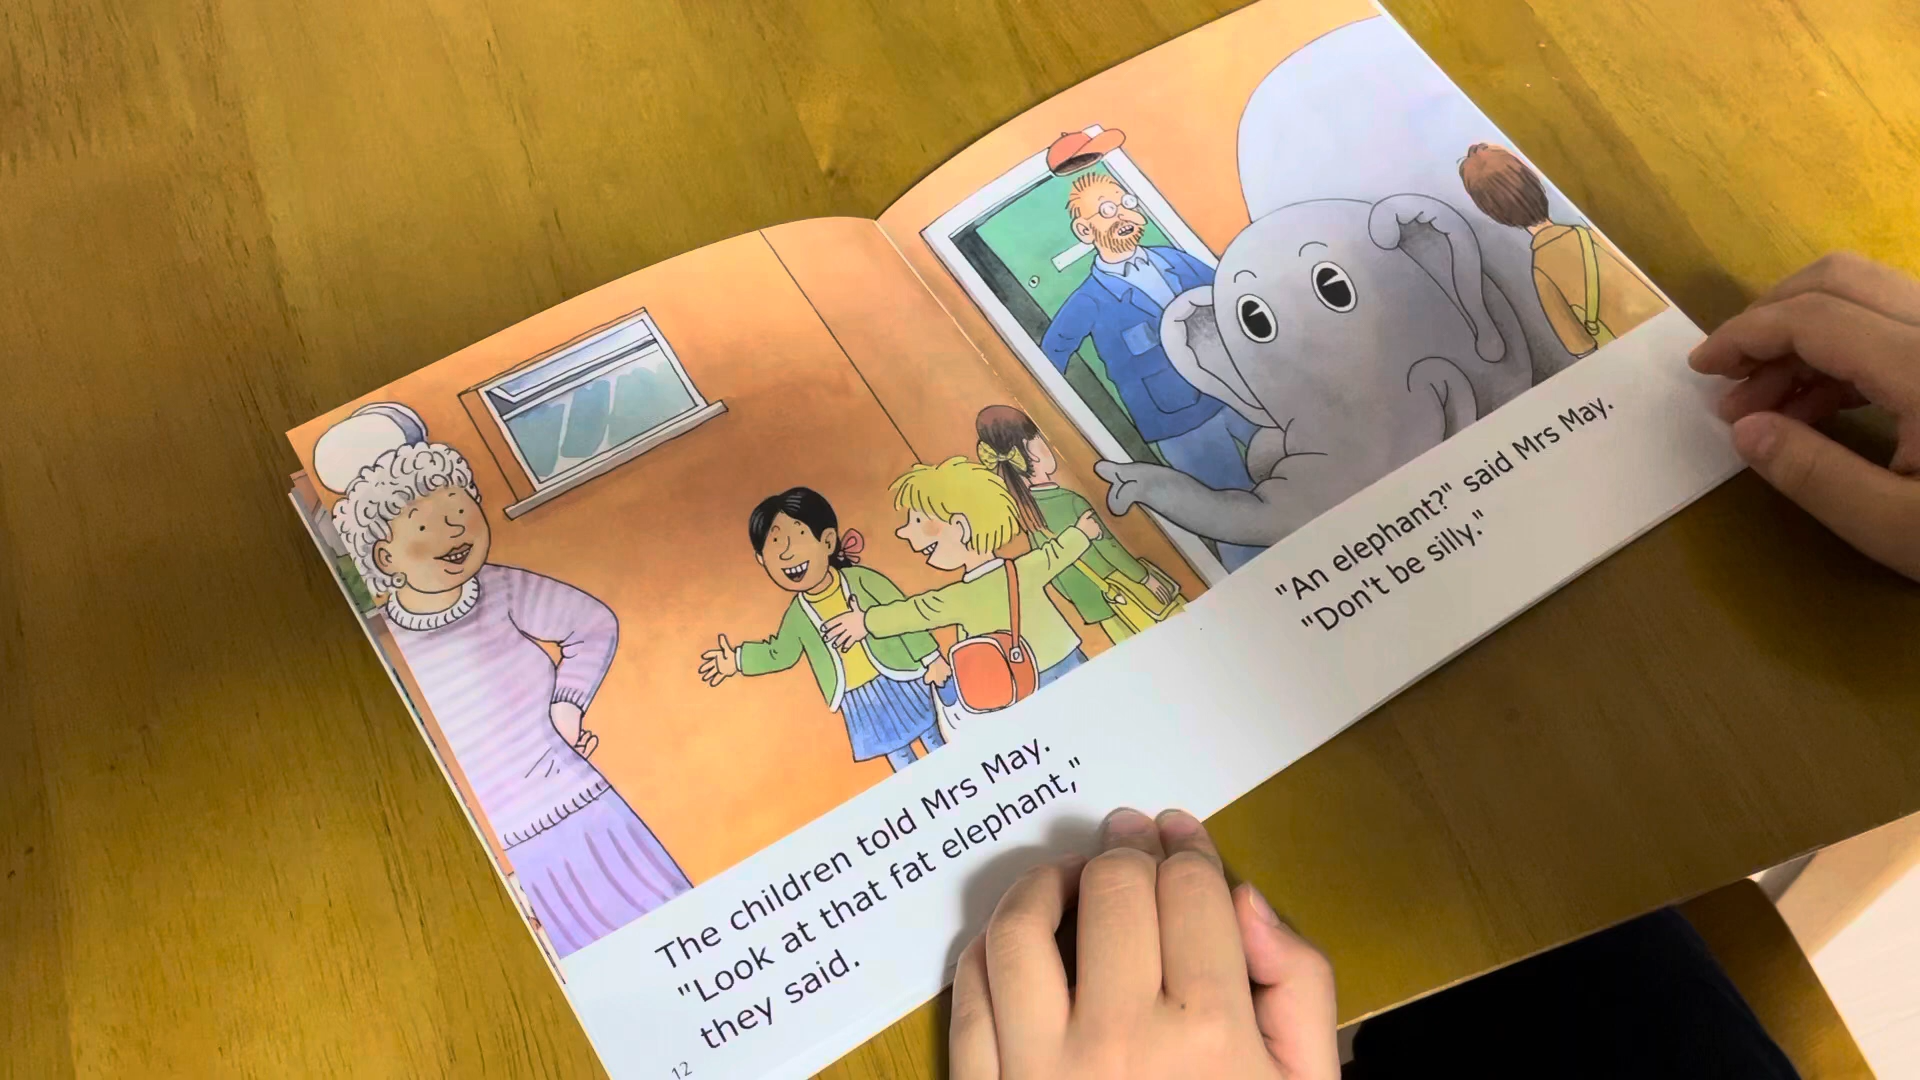 The children told Mrs May.
"Look at that fat elephant,"
they said.
12
"An elephant?" said Mrs May.
"Don't be silly."